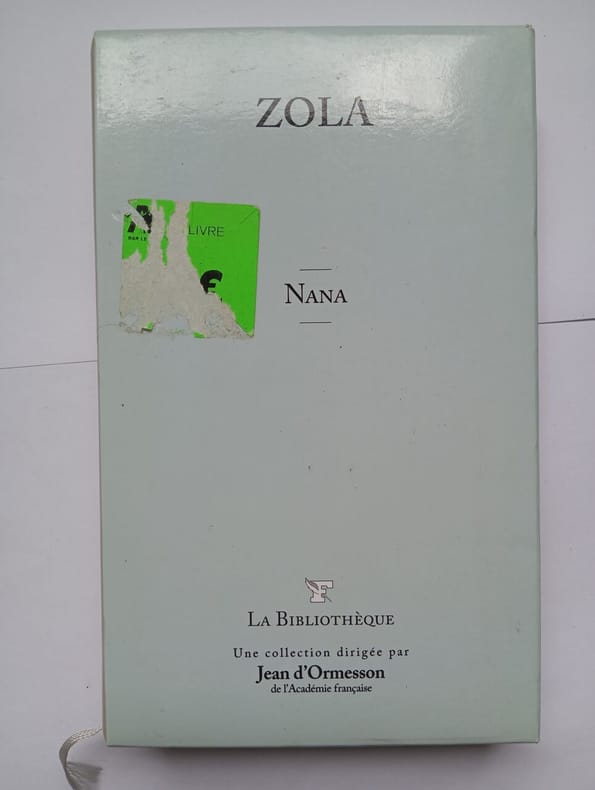 ZOLA
LIVRE
€
NANA
F
LA BIBLIOTHÈQUE
Une collection dirigée par
Jean d'Ormesson
de l'Académie française